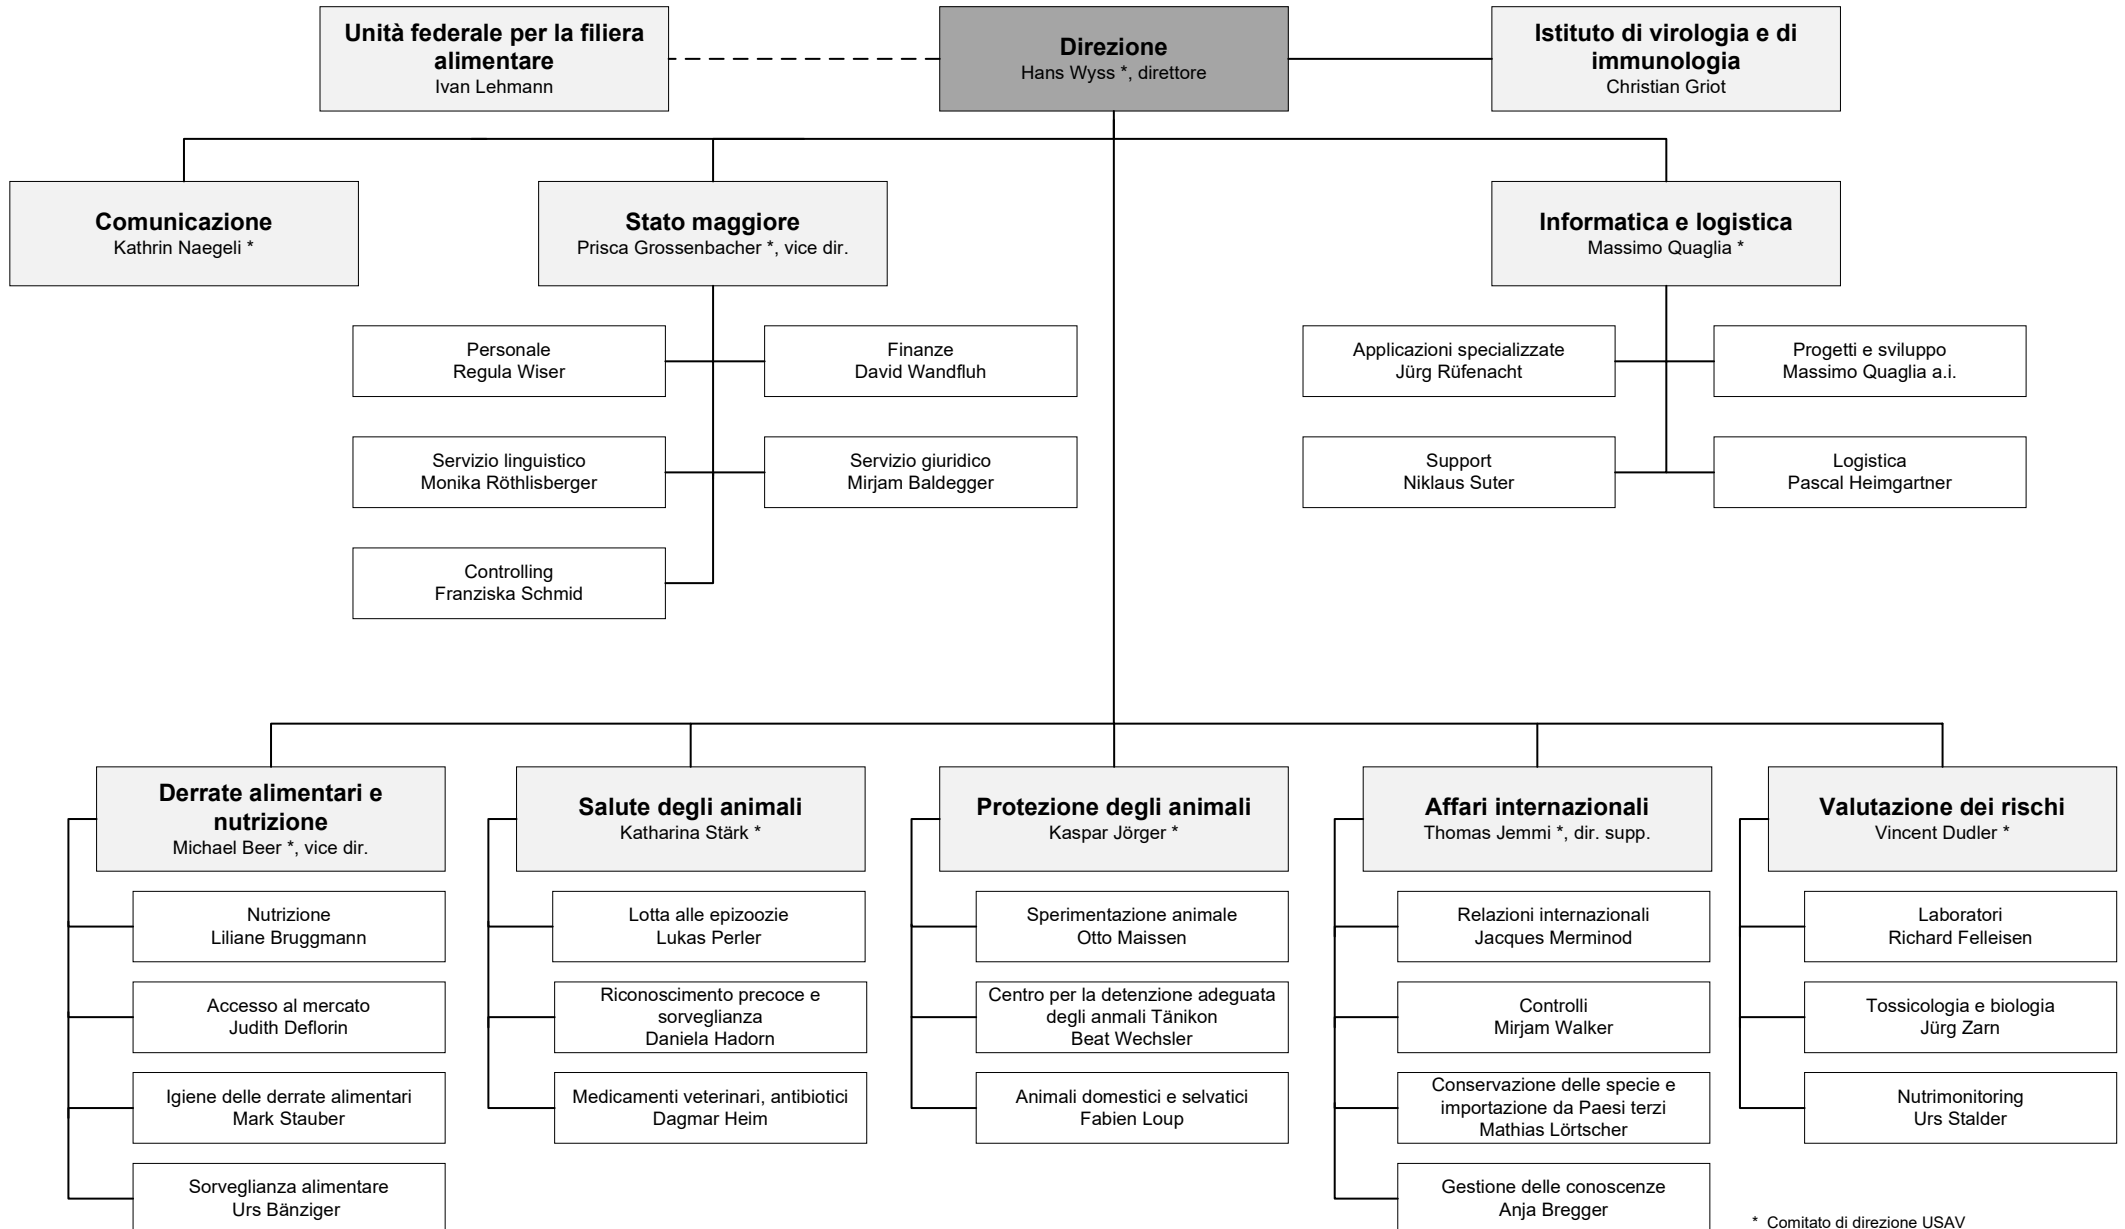 Unità federale per la filiera
alimentare
Ivan Lehmann
Direzione
Hans Wyss *, direttore
Istituto di virologia e di
immunologia
Christian Griot
Comunicazione
Kathrin Naegeli *
Stato maggiore
Prisca Grossenbacher *, vice dir.
Informatica e logistica
Massimo Quaglia *
Personale
Regula Wiser
Finanze
David Wandfluh
Applicazioni specializzate
Jürg Rüfenacht
Progetti e sviluppo
Massimo Quaglia a.i.
Servizio linguistico
Monika Röthlisberger
Servizio giuridico
Mirjam Baldegger
Support
Niklaus Suter
Logistica
Pascal Heimgartner
Controlling
Franziska Schmid
Derrate alimentari e
nutrizione
Michael Beer *, vice dir.
Salute degli animali
Katharina Stärk *
Protezione degli animali
Kaspar Jörger *
Affari internazionali
Thomas Jemmi *, dir. supp.
Valutazione dei rischi
Vincent Dudler *
Nutrizione
Liliane Bruggmann
Lotta alle epizoozie
Lukas Perler
Sperimentazione animale
Otto Maissen
Relazioni internazionali
Jacques Merminod
Laboratori
Richard Felleisen
Accesso al mercato
Judith Deflorin
Riconoscimento precoce e
sorveglianza
Daniela Hadorn
Centro per la detenzione adeguata
degli anmali Tänikon
Beat Wechsler
Controlli
Mirjam Walker
Tossicologia e biologia
Jürg Zarn
Igiene delle derrate alimentari
Mark Stauber
Medicamenti veterinari, antibiotici
Dagmar Heim
Animali domestici e selvatici
Fabien Loup
Conservazione delle specie e
importazione da Paesi terzi
Mathias Lörtscher
Nutrimonitoring
Urs Stalder
Sorveglianza alimentare
Urs Bänziger
Gestione delle conoscenze
Anja Bregger
* Comitato di direzione USAV